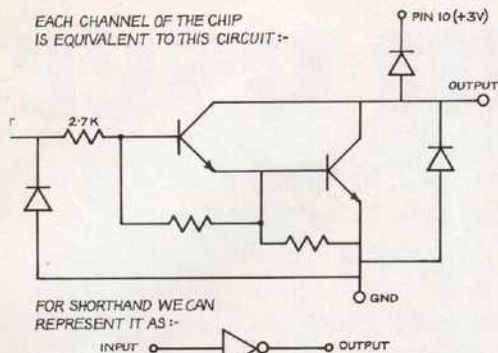 EACH CHANNEL OF THE CHIP
IS EQUIVALENT TO THIS CIRCUIT:-
PIN 10 (+3V)
OUTPUT
2·7K
GND
FOR SHORTHAND WE CAN
REPRESENT IT AS:-
INPUT OUTPUT